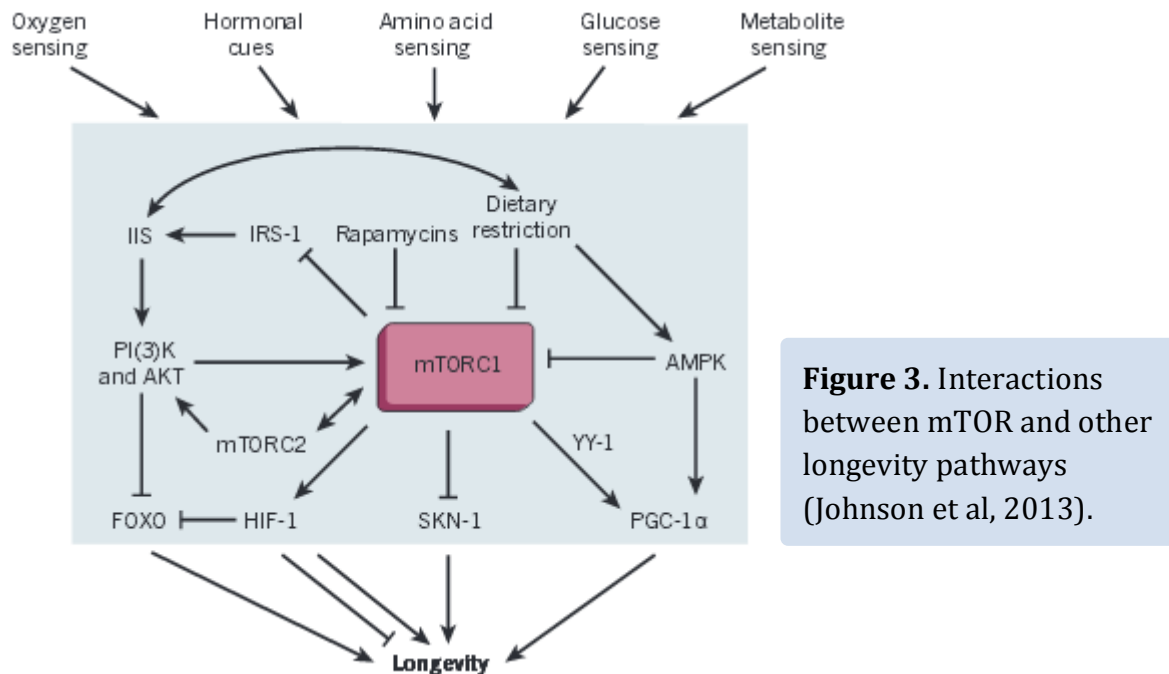 Oxygen
sensing
Hormonal
cues
Amino acid
sensing
Glucose
sensing
Metabolite
sensing
IIS
IRS-1
Rapamycins
Dietary
restriction
PI(3)K
and AKT
mTORC1
AMPK
mTORC2
YY-1
FOXO
HIF-1
SKN-1
PGC-1α
Longevity
Figure 3. Interactions
between mTOR and other
longevity pathways
(Johnson et al, 2013).